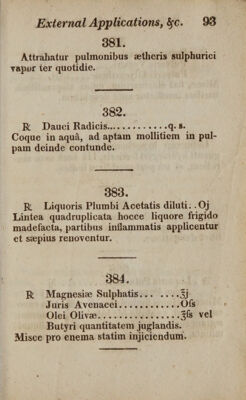 External Applications, &c. 93
381.
Attrahatur pulmonibus ætheris sulphurici
vapor ter quotidie.
382.
℞ Dauci Radicis............q. s.
Coque in aquâ, ad aptam mollitiem in pul-
pam deinde contunde.
383.
℞ Liquoris Plumbi Acetatis diluti..Oj
Lintea quadruplicata hocce liquore frigido
madefacta, partibus inflammatis applicentur
et sæpius renoventur.
384.
℞ Magnesiæ Sulphatis.......℥j
Juris Avenacei............Ofs
Olei Olivæ................℥fs vel
Butyri quantitatem juglandis.
Misce pro enema statim injiciendum.